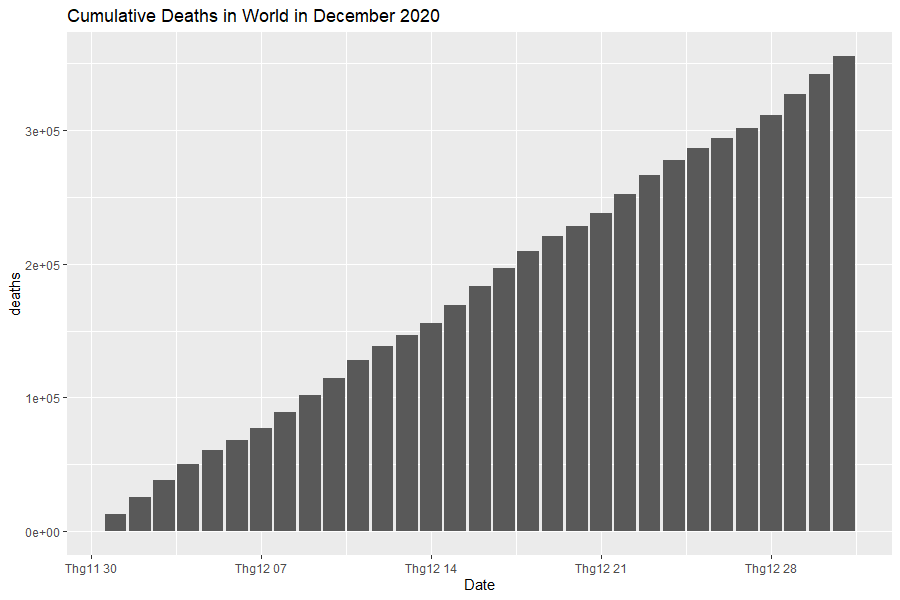 Cumulative Deaths in World in December 2020
deaths
3e+05
2e+05
1e+05
0e+00
Thg11 30
Thg12 07
Thg12 14
Thg12 21
Thg12 28
Date